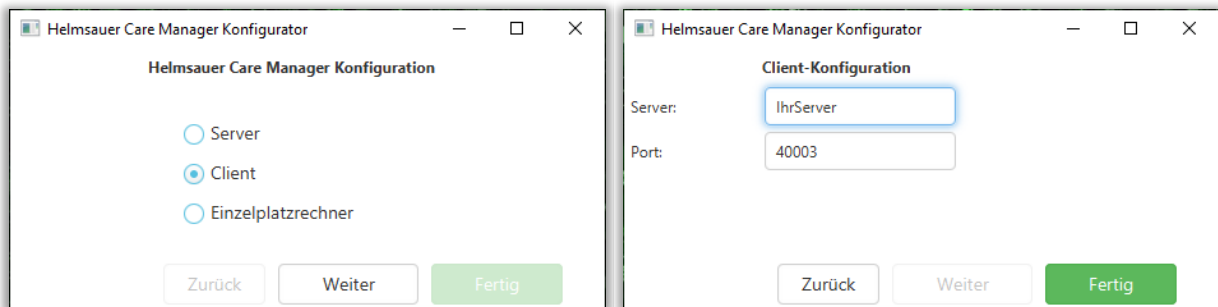 Helmsauer Care Manager Konfigurator
Helmsauer Care Manager Konfiguration
Server
Client
Einzelplatzrechner
Zurück Weiter Fertig
Helmsauer Care Manager Konfigurator
Client-Konfiguration
Server: IhrServer
Port: 40003
Zurück Weiter Fertig